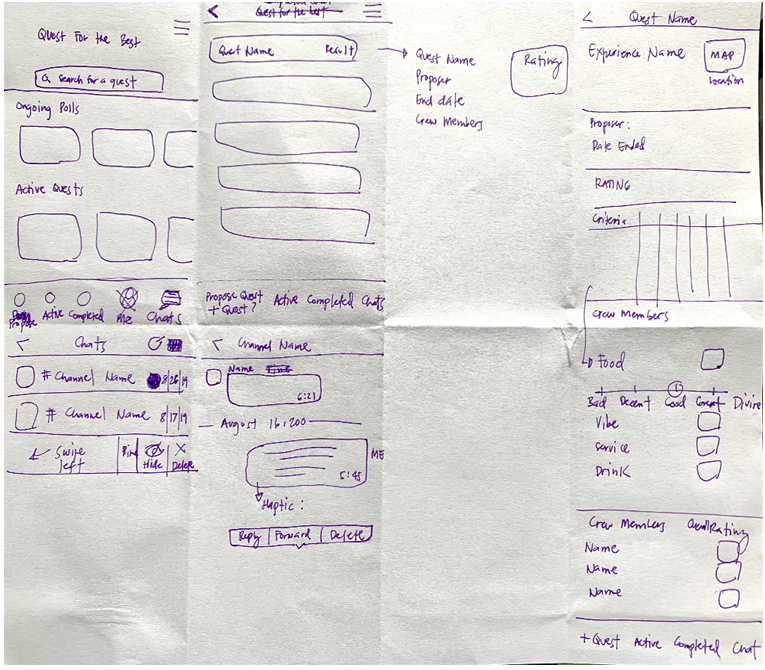 Quest For the Best
Search for a quest
Ongoing Polls
Active Quests
Propose
Active
Completed
Me
Chats
Quest for the best
Quest Name
Result
Propose Quest
+ Quest?
Active
Completed
Chats
Quest Name
Proposer
End date
Crew Members
Rating
Quest Name
Experience Name
MAP
location
Proposer:
Date Ended
RATING
Criteria
Crew Members
Food
Bad
Decent
Good
Great
Divine
Vibe
Service
Drink
Crew Members
Overall Rating
Name
Name
Name
+Quest Active Completed Chat
Chats
# Channel Name
8/26/19
# Channel Name
8/17/19
Swipe
left
Hide
Delete
Channel Name
Name
6:21
August 16, 200
ME
5:45
Haptic:
Reply | Forward | Delete